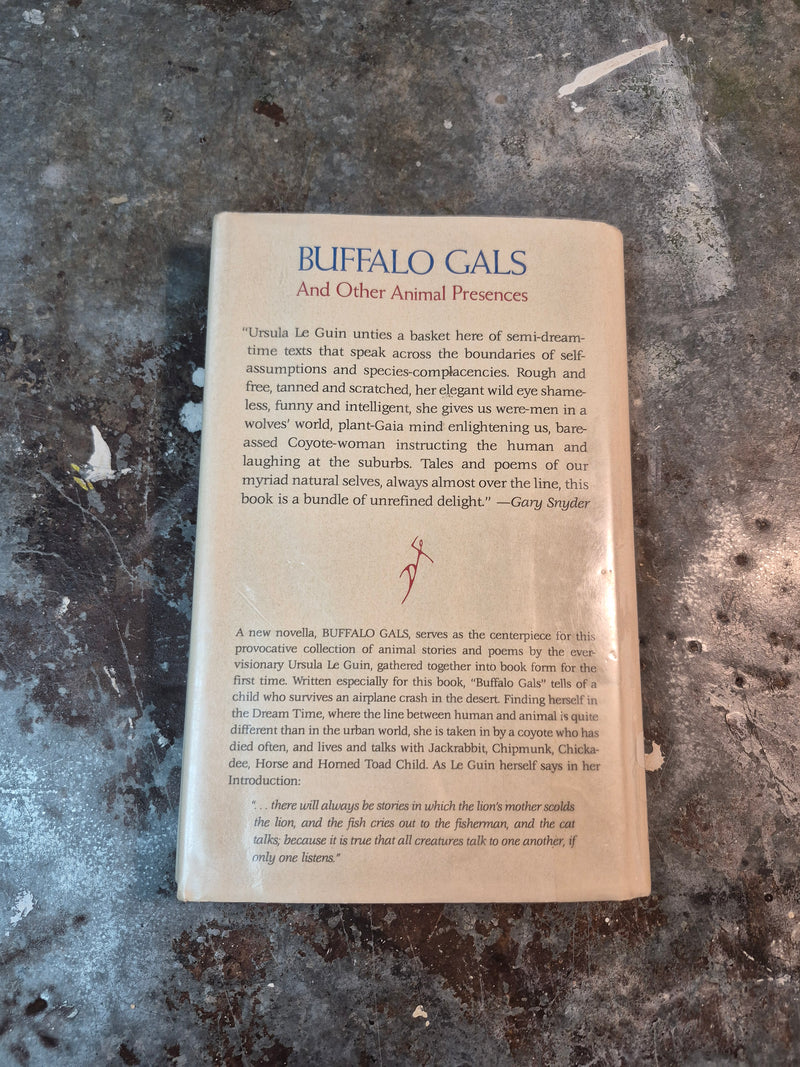 BUFFALO GALS
And Other Animal Presences
“Ursula Le Guin unties a basket here of semi-dream-
time texts that speak across the boundaries of self-
assumptions and species-complacencies. Rough and
free, tanned and scratched, her elegant wild eye shame-
less, funny and intelligent, she gives us were-men in a
wolves’ world, plant-Gaia mind enlightening us, bare-
assed Coyote-woman instructing the human and
laughing at the suburbs. Tales and poems of our
myriad natural selves, always almost over the line, this
book is a bundle of unrefined delight.” —Gary Snyder
A new novella, BUFFALO GALS, serves as the centerpiece for this
provocative collection of animal stories and poems by the ever-
visionary Ursula Le Guin, gathered together into book form for the
first time. Written especially for this book, “Buffalo Gals” tells of a
child who survives an airplane crash in the desert. Finding herself in
the Dream Time, where the line between human and animal is quite
different than in the urban world, she is taken in by a coyote who has
died often, and lives and talks with Jackrabbit, Chipmunk, Chicka-
dee, Horse and Horned Toad Child. As Le Guin herself says in her
Introduction:
“. . . there will always be stories in which the lion’s mother scolds
the lion, and the fish cries out to the fisherman, and the cat
talks; because it is true that all creatures talk to one another, if
only one listens.”